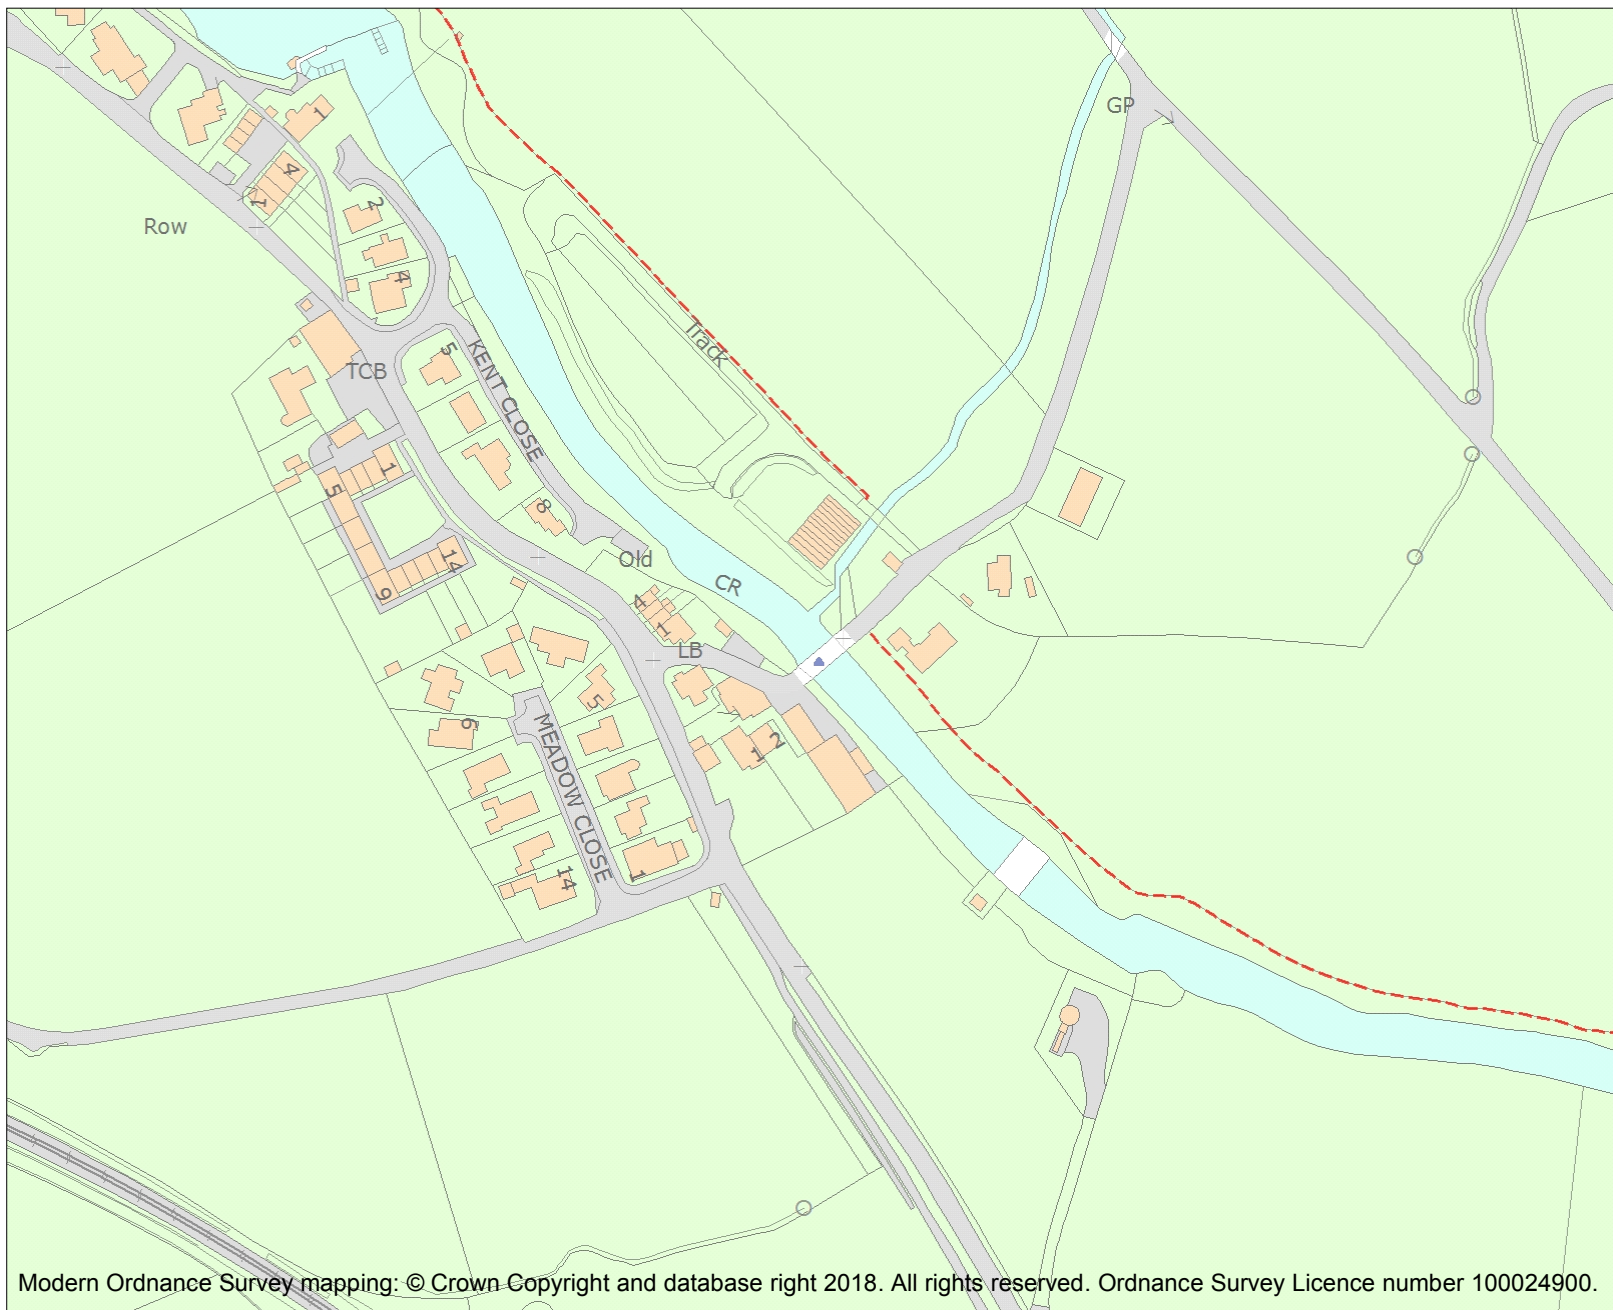 GP
1
4
1
2
Row
4
Track
5
KENT CLOSE
TCB
1
5
8
14
Old
CR
9
4
1
LB
5
6
MEADOW CLOSE
2
1
14
1
Modern Ordnance Survey mapping: © Crown Copyright and database right 2018. All rights reserved. Ordnance Survey Licence number 100024900.